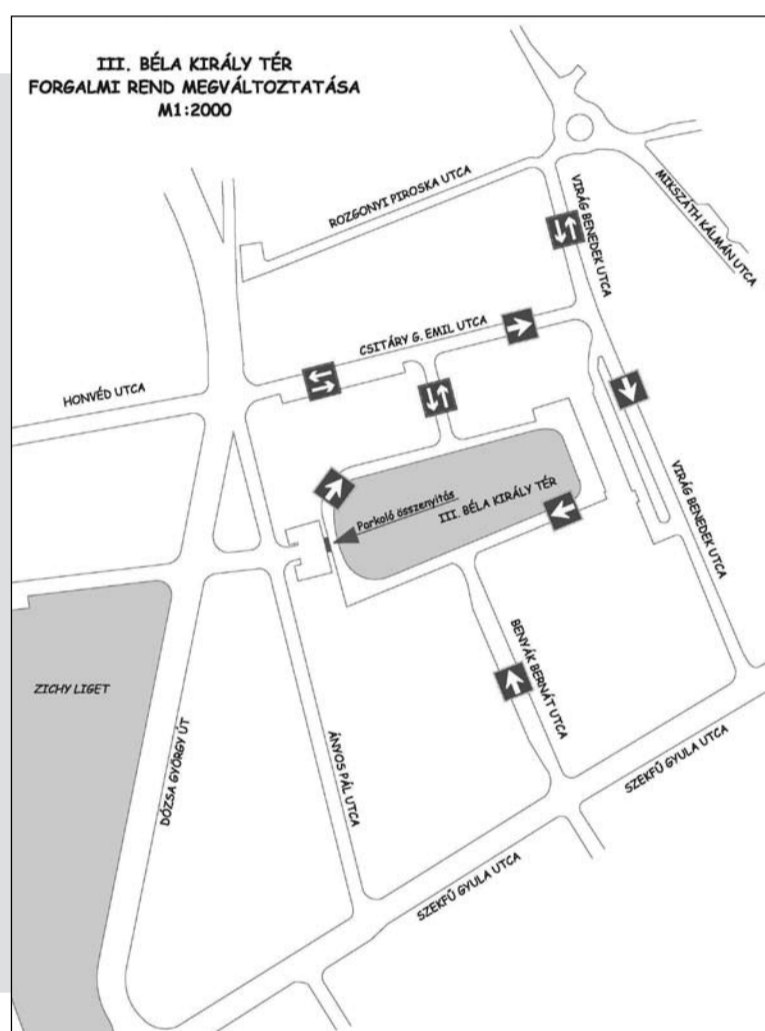 III. BÉLA KIRÁLY TÉR
FORGALMI REND MEGVÁLTOZTATÁSA
M1:2000
ROZGONYI PIROSKA UTCA
VIRÁG BENEDEK UTCA
MIKSZÁTH KÁLMÁN UTCA
CSITÁRY G. EMIL UTCA
HONVÉD UTCA
Parkoló összenyitás
III. BÉLA KIRÁLY TÉR
VIRÁG BENEDEK UTCA
ZICHY LIGET
BENYÁK BERNÁT UTCA
DÓZSA GYÖRGY ÚT
ÁNYOS PÁL UTCA
SZEKFŰ GYULA UTCA
SZEKFŰ GYULA UTCA